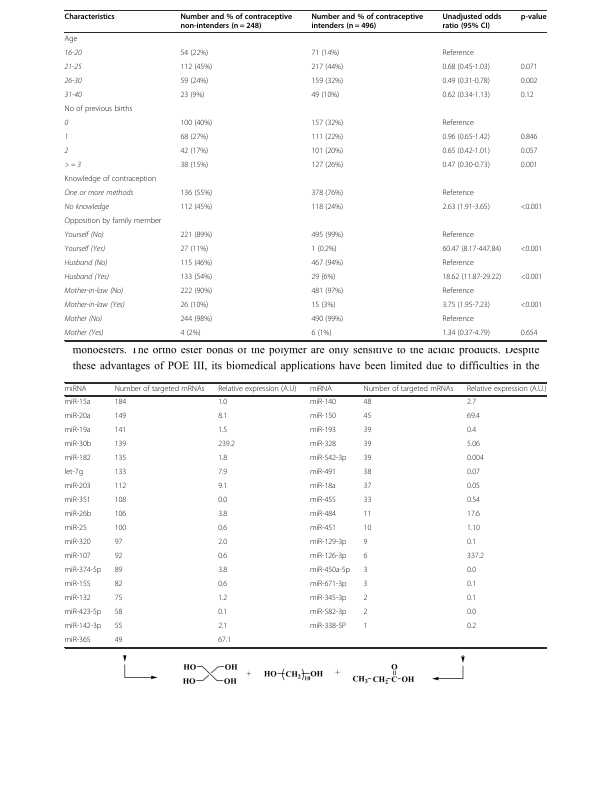 Characteristics Number and % of contraceptive non-intenders (n = 248) Number and % of contraceptive intenders (n = 496) Unadjusted odds ratio (95% CI) p-value
Age
16-20 54 (22%) 71 (14%) Reference
21-25 112 (45%) 217 (44%) 0.68 (0.45-1.03) 0.071
26-30 59 (24%) 159 (32%) 0.49 (0.31-0.78) 0.002
31-40 23 (9%) 49 (10%) 0.62 (0.34-1.13) 0.12
No of previous births
0 100 (40%) 157 (32%) Reference
1 68 (27%) 111 (22%) 0.96 (0.65-1.42) 0.846
2 42 (17%) 101 (20%) 0.65 (0.42-1.01) 0.057
> = 3 38 (15%) 127 (26%) 0.47 (0.30-0.73) 0.001
Knowledge of contraception
One or more methods 136 (55%) 378 (76%) Reference
No knowledge 112 (45%) 118 (24%) 2.63 (1.91-3.65) <0.001
Opposition by family member
Yourself (No) 221 (89%) 495 (99%) Reference
Yourself (Yes) 27 (11%) 1 (0.2%) 60.47 (8.17-447.84) <0.001
Husband (No) 115 (46%) 467 (94%) Reference
Husband (Yes) 133 (54%) 29 (6%) 18.62 (11.87-29.22) <0.001
Mother-in-law (No) 222 (90%) 481 (97%) Reference
Mother-in-law (Yes) 26 (10%) 15 (3%) 3.75 (1.95-7.23) <0.001
Mother (No) 244 (98%) 490 (99%) Reference
Mother (Yes) 4 (2%) 6 (1%) 1.34 (0.37-4.79) 0.654
monoesters. The ortho ester bonds of the polymer are only sensitive to the acidic products. Despite
these advantages of POE III, its biomedical applications have been limited due to difficulties in the
miRNA Number of targeted mRNAs Relative expression (A.U) miRNA Number of targeted mRNAs Relative expression (A.U.)
miR-15a 184 1.0 miR-140 48 2.7
miR-20a 149 8.1 miR-150 45 69.4
miR-19a 141 1.5 miR-193 39 0.4
miR-30b 139 239.2 miR-328 39 5.06
miR-182 135 1.8 miR-542-3p 39 0.004
let-7g 133 7.9 miR-491 38 0.07
miR-203 112 9.1 miR-18a 37 0.05
miR-351 108 0.0 miR-455 33 0.54
miR-26b 106 3.8 miR-484 11 17.6
miR-25 100 0.6 miR-451 10 1.10
miR-320 97 2.0 miR-129-3p 9 0.1
miR-107 92 0.6 miR-126-3p 6 337.2
miR-374-5p 89 3.8 miR-450a-5p 3 0.0
miR-155 82 0.6 miR-671-3p 3 0.1
miR-132 75 1.2 miR-345-3p 2 0.1
miR-423-5p 58 0.1 miR-582-3p 2 0.0
miR-142-3p 55 2.1 miR-338-5P 1 0.2
miR-365 49 67.1
HO OH HO OH + HO-(CH2)10-OH + CH3-CH2-C(O)-OH